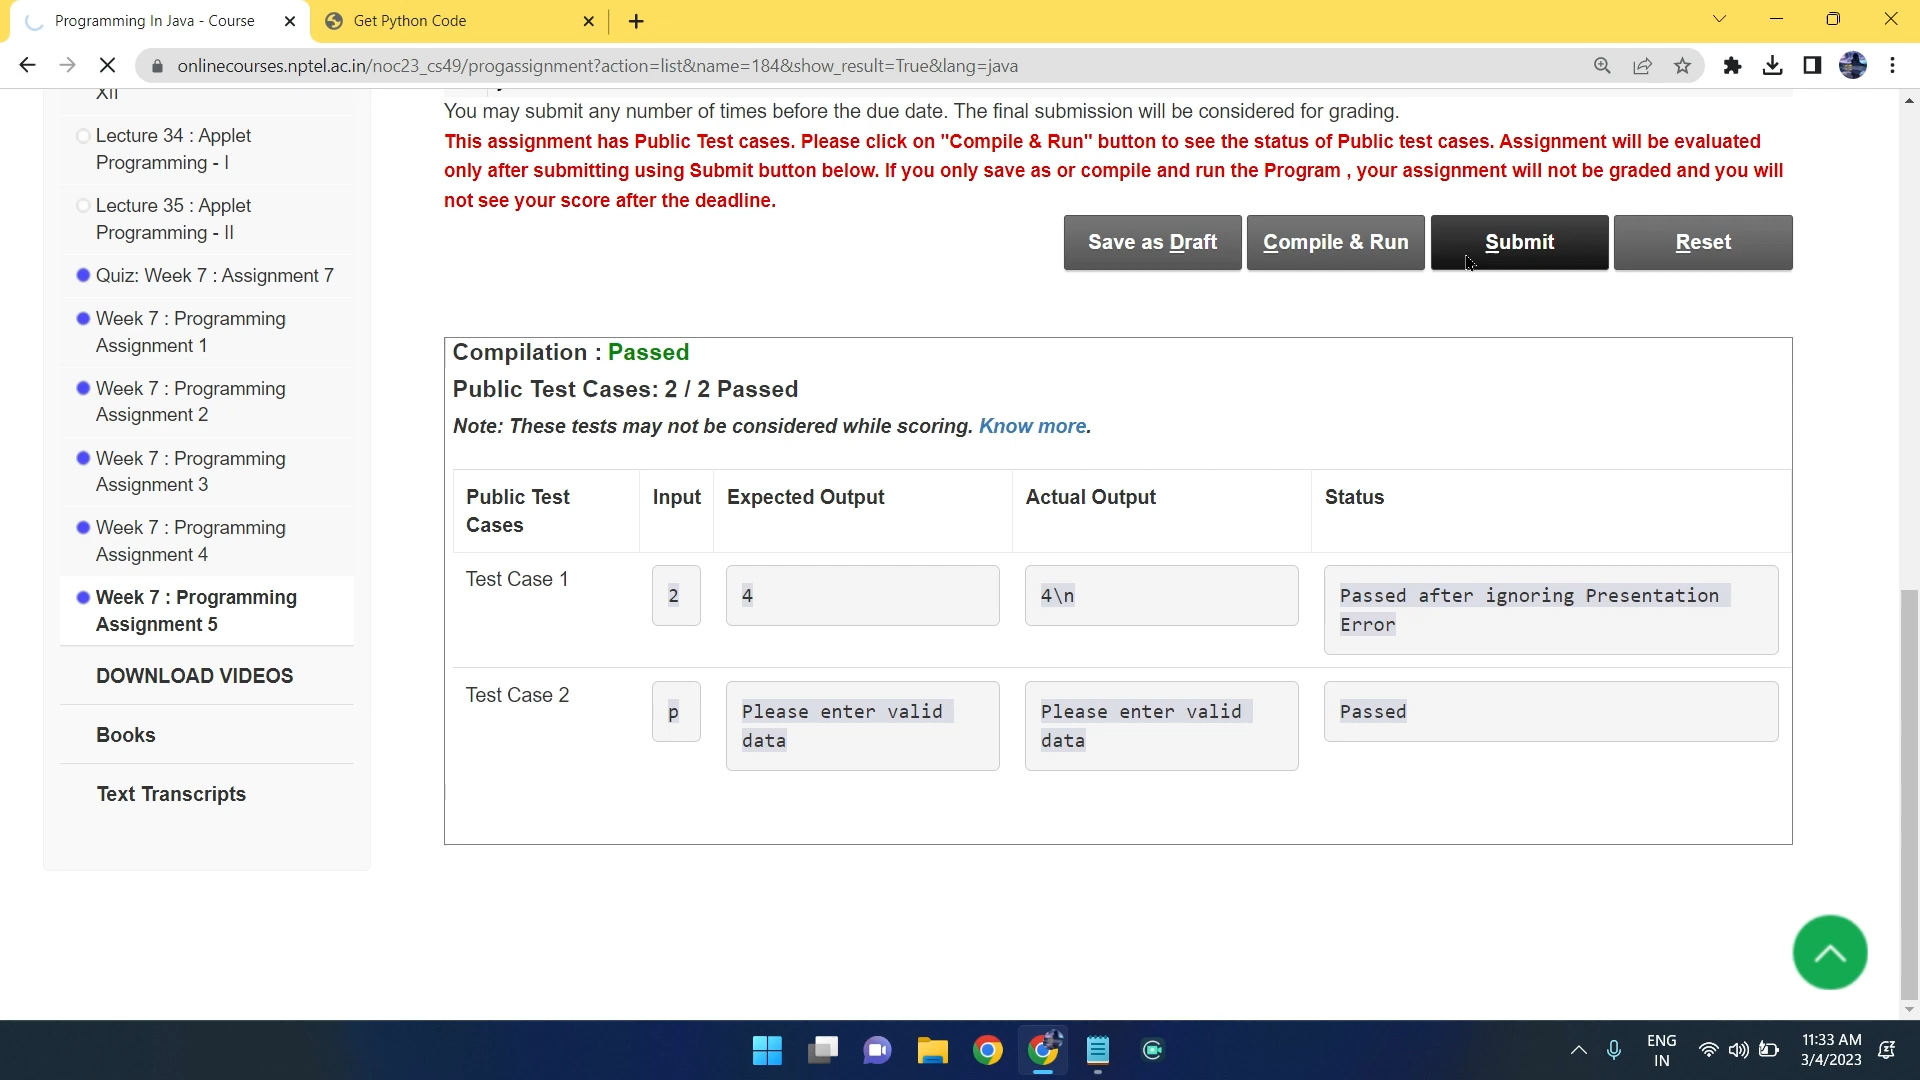 Programming In Java - Course
Get Python Code
onlinecourses.nptel.ac.in/noc23_cs49/progassignment?action=list&name=184&show_result=True&lang=java
XII
Lecture 34 : Applet
Programming - I
Lecture 35 : Applet
Programming - II
Quiz: Week 7 : Assignment 7
Week 7 : Programming
Assignment 1
Week 7 : Programming
Assignment 2
Week 7 : Programming
Assignment 3
Week 7 : Programming
Assignment 4
Week 7 : Programming
Assignment 5
DOWNLOAD VIDEOS
Books
Text Transcripts
You may submit any number of times before the due date. The final submission will be considered for grading.
This assignment has Public Test cases. Please click on "Compile & Run" button to see the status of Public test cases. Assignment will be evaluated
only after submitting using Submit button below. If you only save as or compile and run the Program , your assignment will not be graded and you will
not see your score after the deadline.
Save as Draft Compile & Run Submit Reset
Compilation : Passed
Public Test Cases: 2 / 2 Passed
Note: These tests may not be considered while scoring. Know more.
Public Test
Cases
Input
Expected Output
Actual Output
Status
Test Case 1
2
4
4\n
Passed after ignoring Presentation
Error
Test Case 2
p
Please enter valid
data
Please enter valid
data
Passed
ENG
IN
11:33 AM
3/4/2023